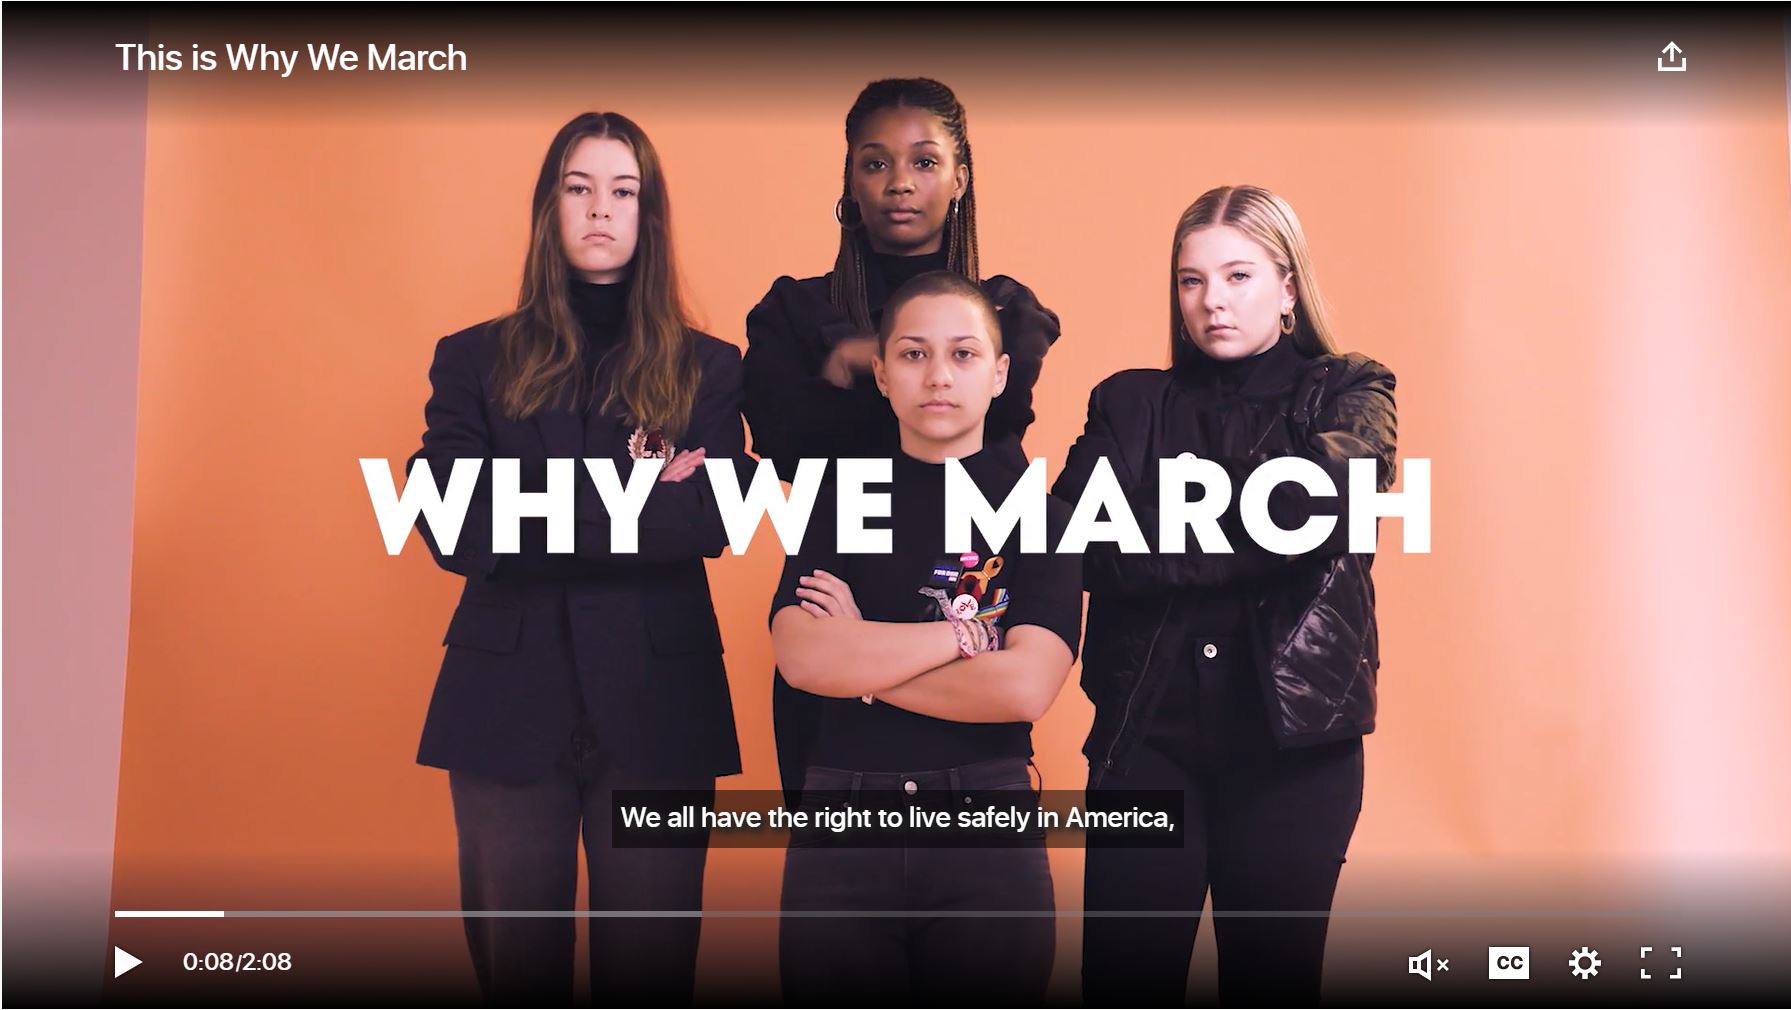 This is Why We March
WHY WE MARCH
LOVE
We all have the right to live safely in America,
0:08/2:08
CC